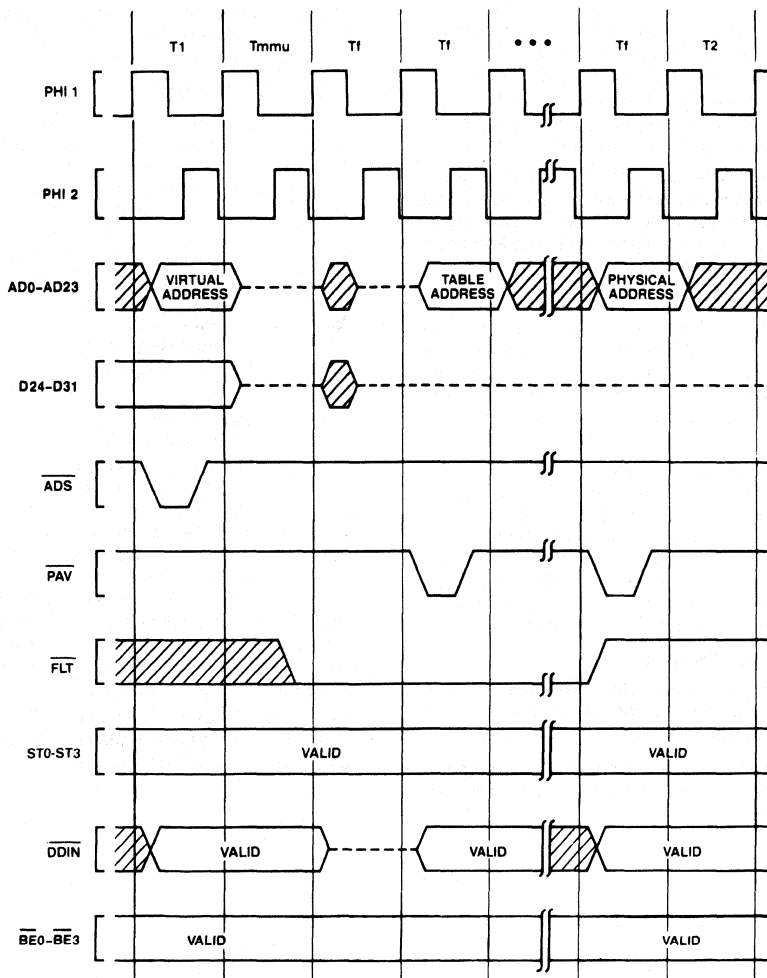 T1 Tmmu Tf Tf ••• Tf T2
PHI 1
PHI 2
AD0–AD23 VIRTUAL ADDRESS TABLE ADDRESS PHYSICAL ADDRESS
D24–D31
ADS
PAV
FLT
ST0-ST3 VALID VALID
DDIN VALID VALID VALID
BE0–BE3 VALID VALID